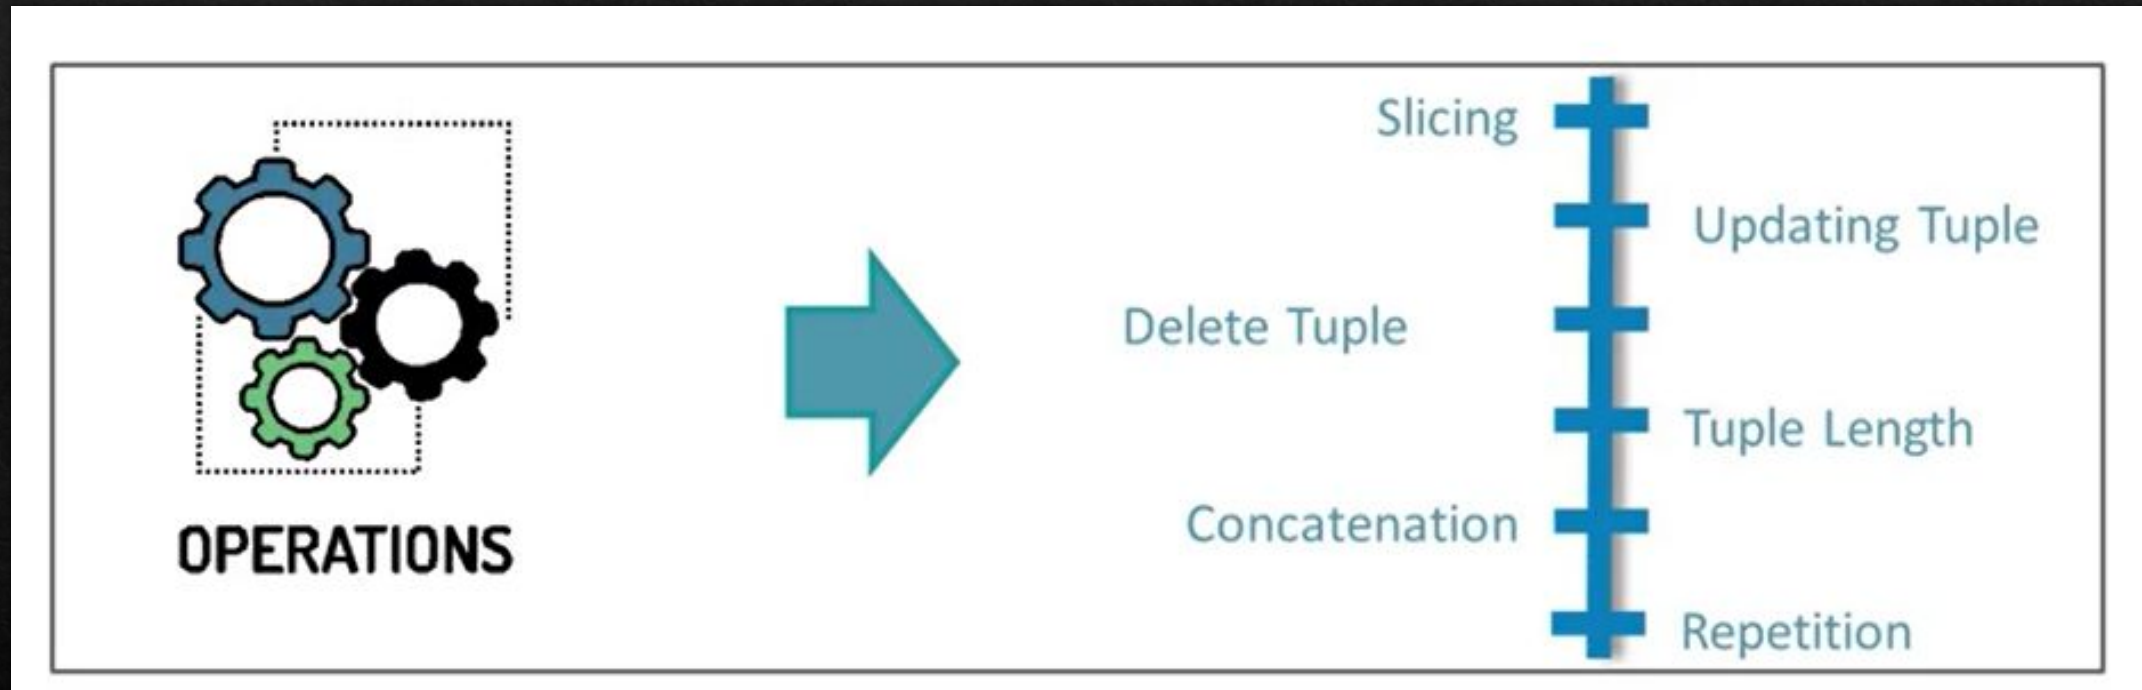 OPERATIONS
Slicing
Updating Tuple
Delete Tuple
Tuple Length
Concatenation
Repetition